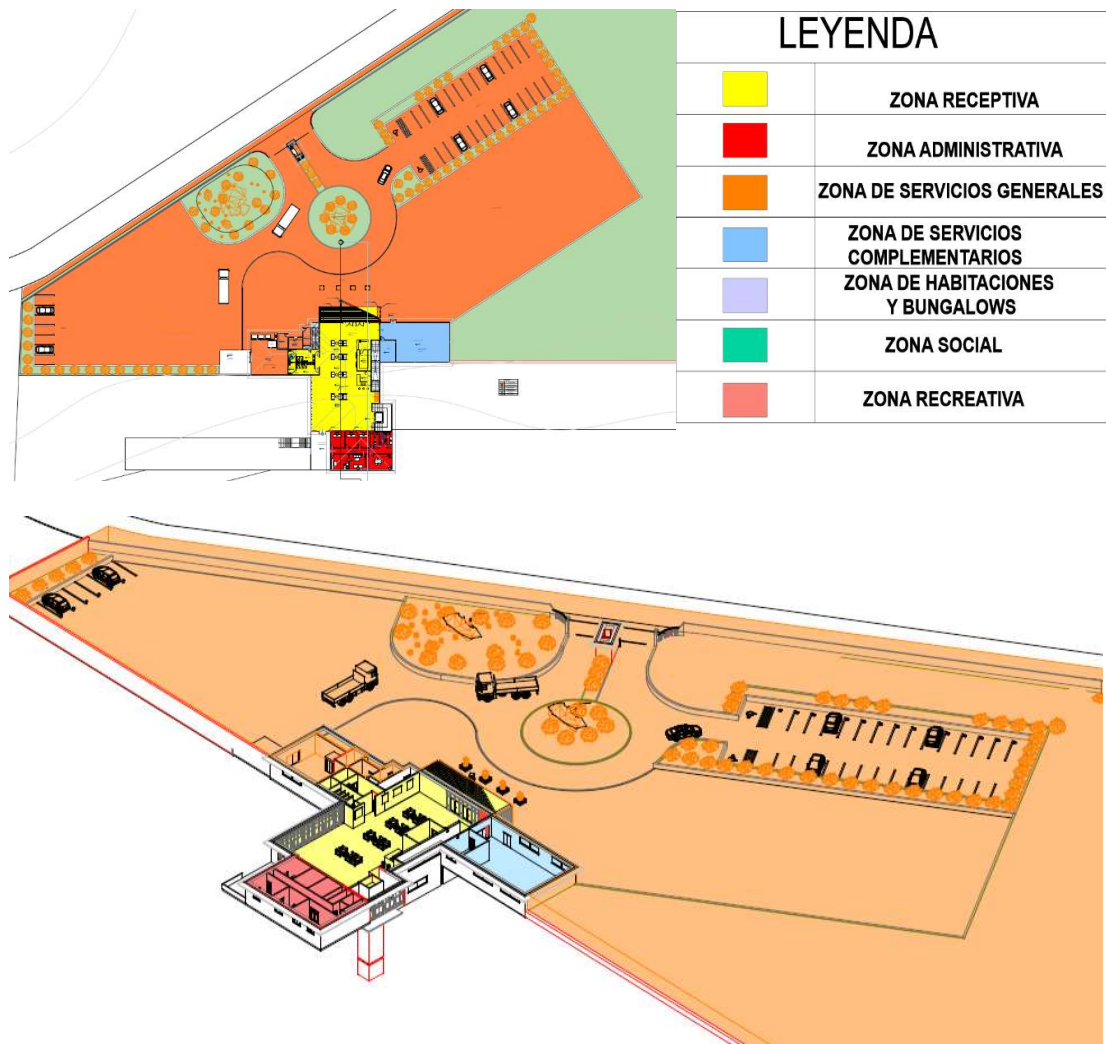 LEYENDA
ZONA RECEPTIVA
ZONA ADMINISTRATIVA
ZONA DE SERVICIOS GENERALES
ZONA DE SERVICIOS
COMPLEMENTARIOS
ZONA DE HABITACIONES
Y BUNGALOWS
ZONA SOCIAL
ZONA RECREATIVA